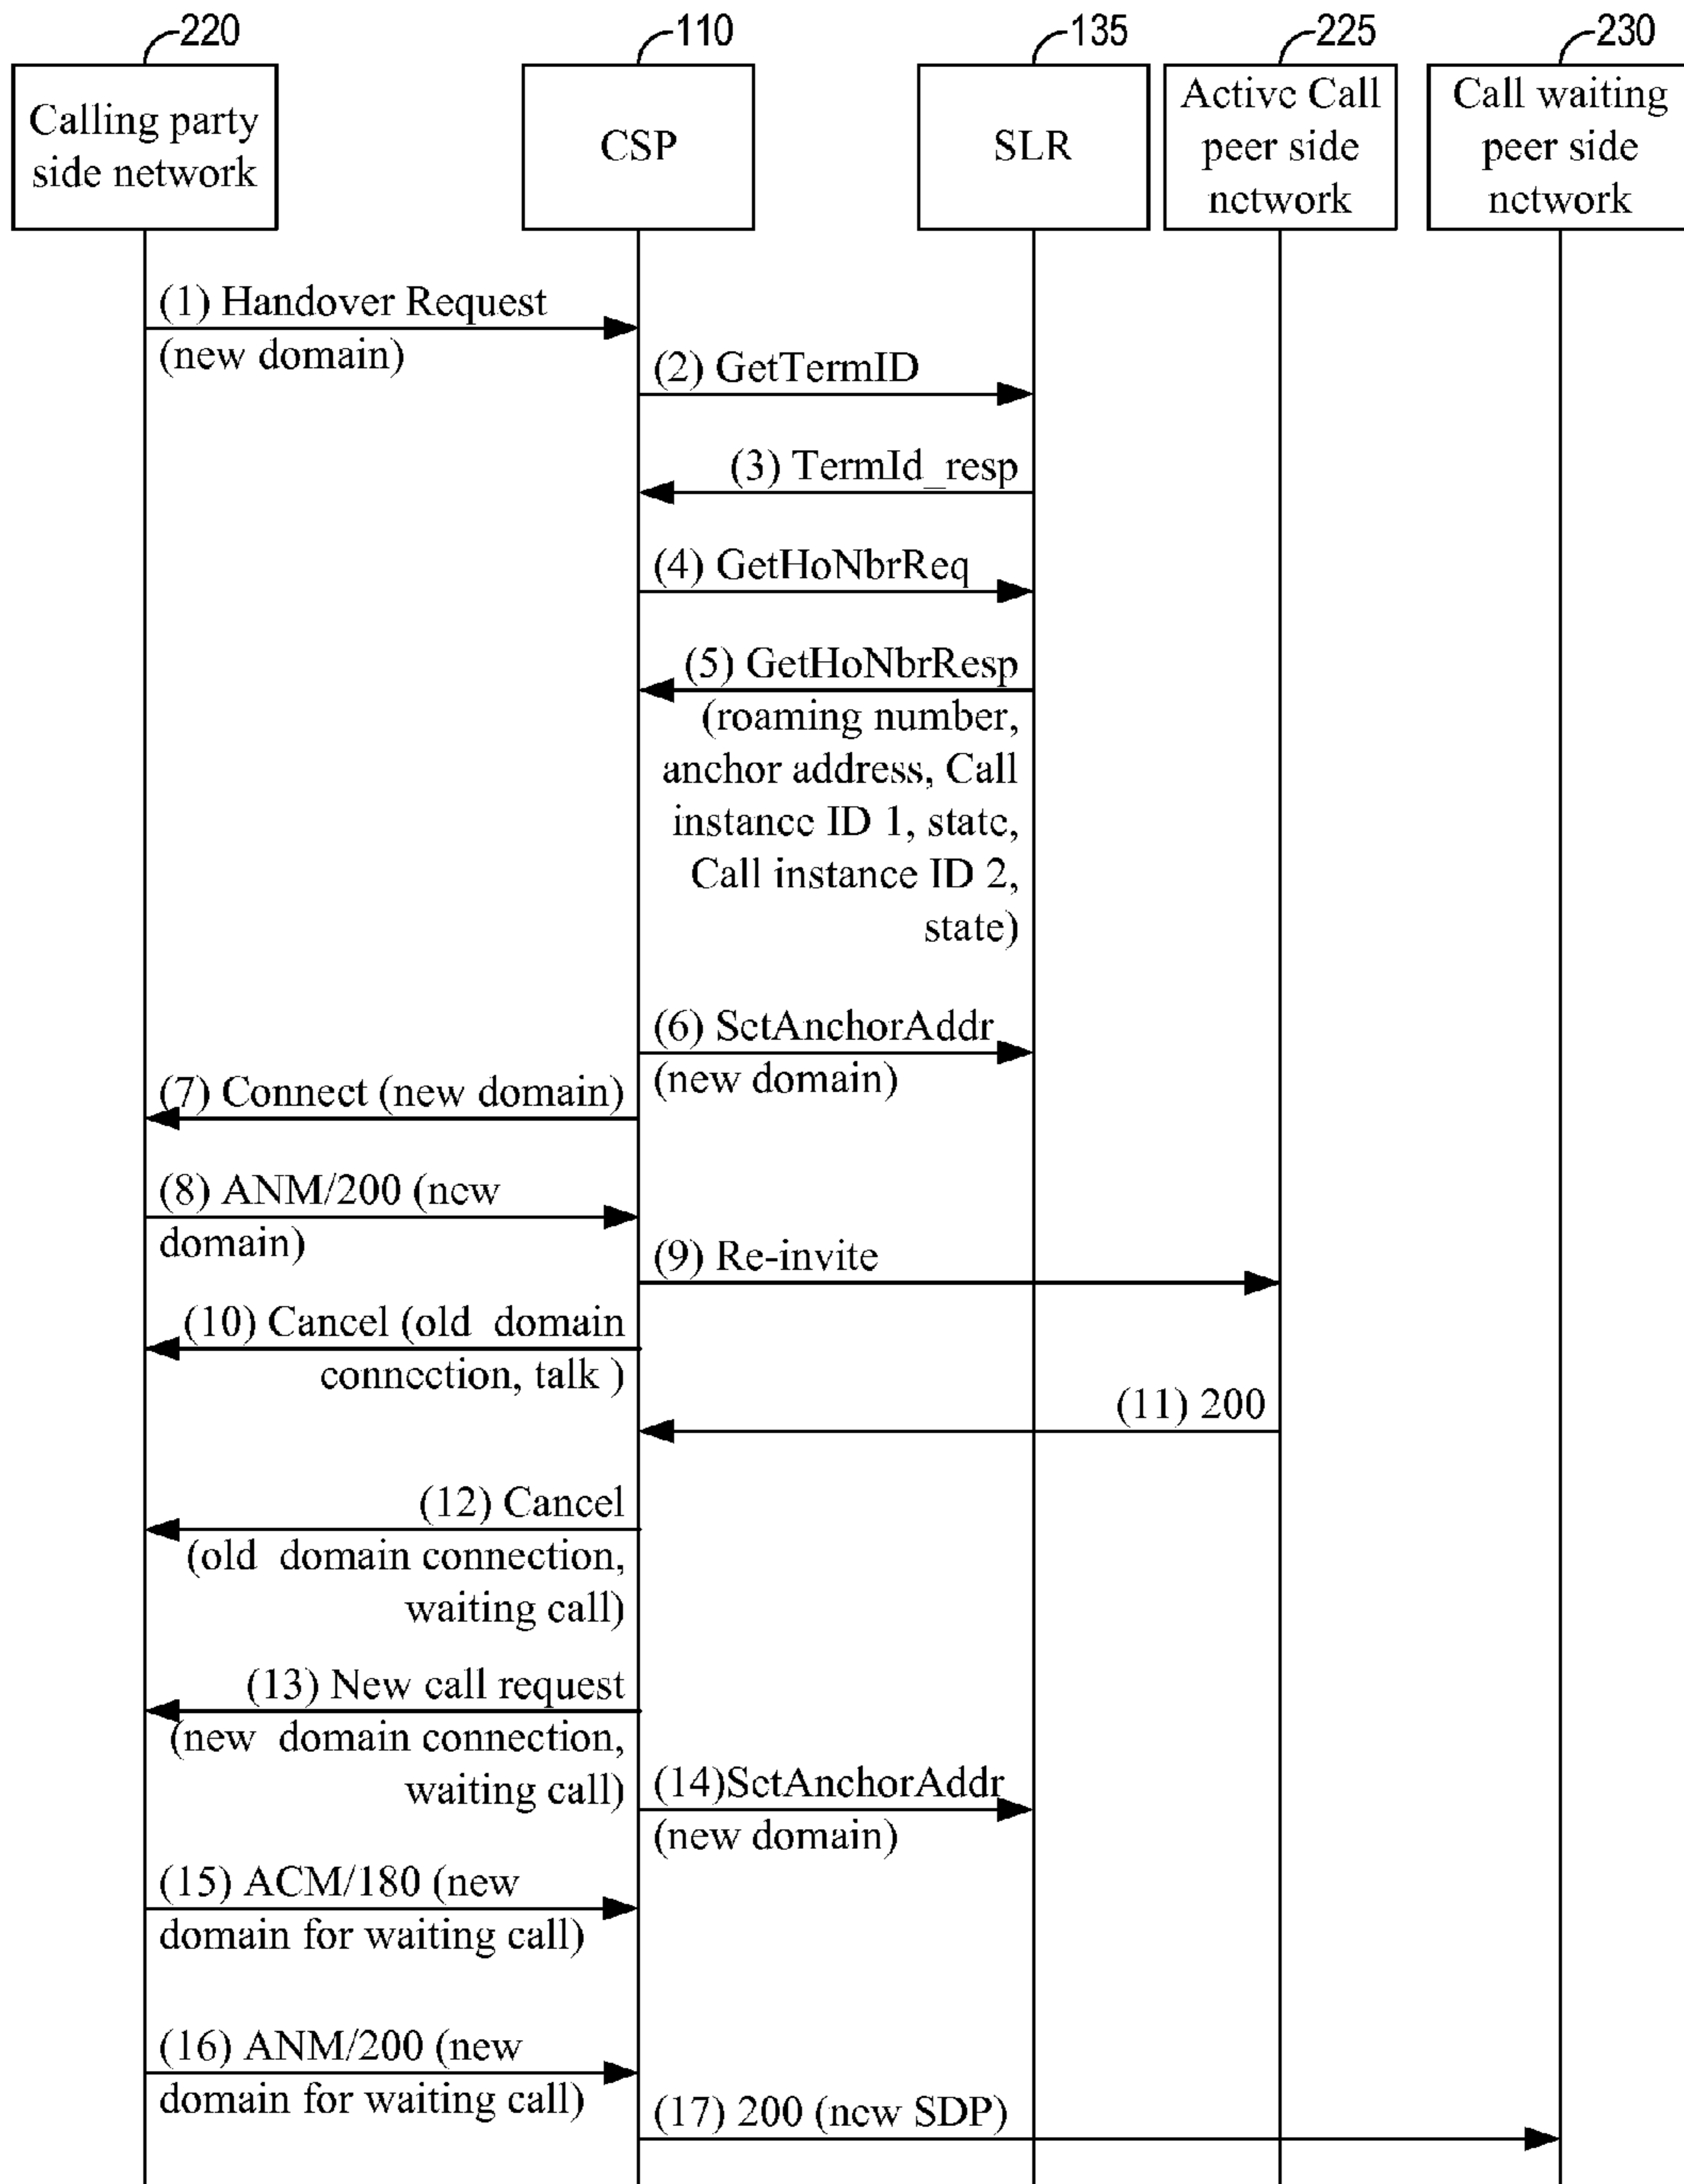 220
110
135
225
230
Calling party
side network
CSP
SLR
Active Call
peer side
network
Call waiting
peer side
network
(1) Handover Request
(new domain)
(2) GetTermID
(3) TermId_resp
(4) GetHoNbrReq
(5) GetHoNbrResp
(roaming number,
anchor address, Call
instance ID 1, state,
Call instance ID 2,
state)
(6) SetAnchorAddr
(new domain)
(7) Connect (new domain)
(8) ANM/200 (new
domain)
(9) Re-invite
(10) Cancel (old domain
connection, talk )
(11) 200
(12) Cancel
(old domain connection,
waiting call)
(13) New call request
(new domain connection,
waiting call)
(14)SetAnchorAddr
(new domain)
(15) ACM/180 (new
domain for waiting call)
(16) ANM/200 (new
domain for waiting call)
(17) 200 (new SDP)